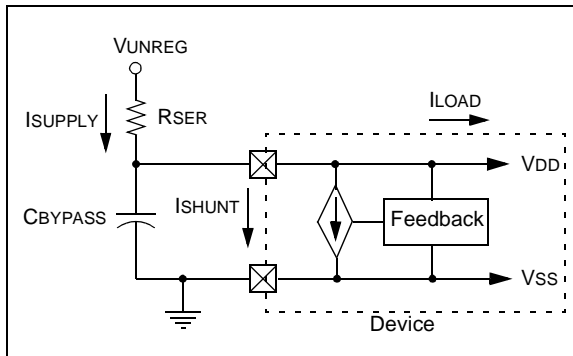 VUNREG
ILOAD
ISUPPLY
RSER
VDD
CBYPASS
ISHUNT
Feedback
VSS
Device